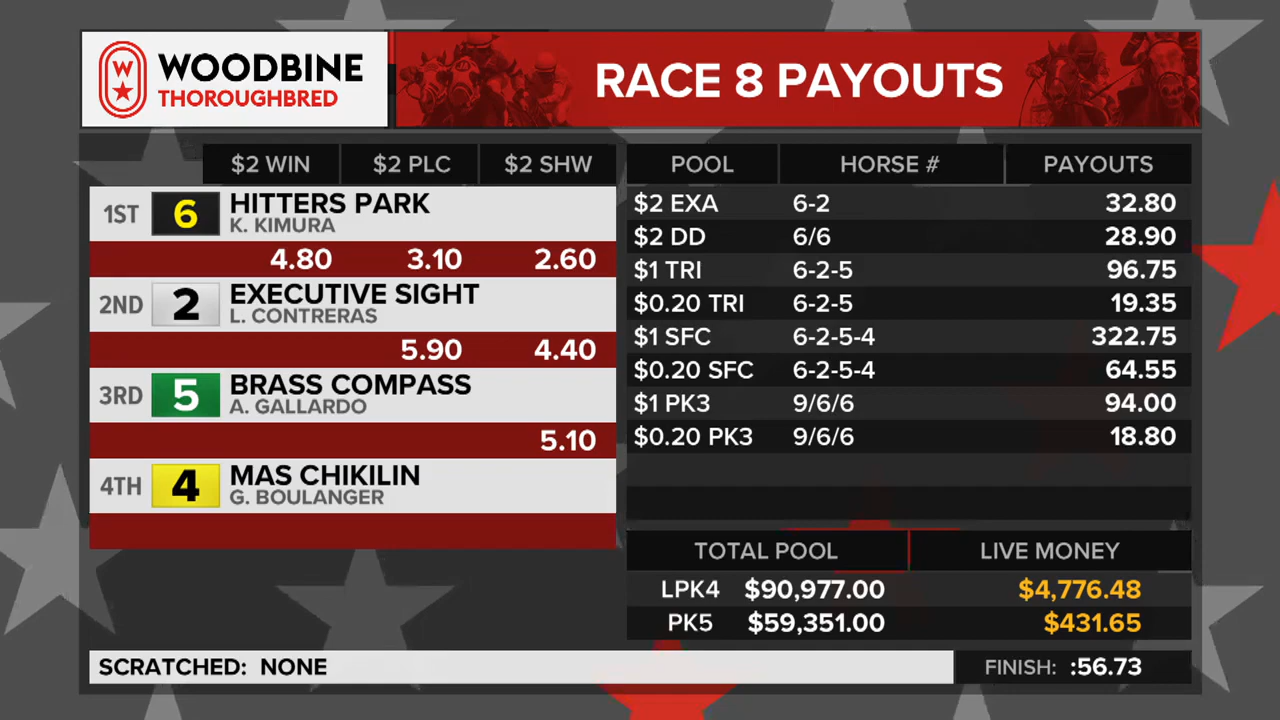 W
WOODBINE
THOROUGHBRED
RACE 8 PAYOUTS
$2 WIN $2 PLC $2 SHW
1ST 6 HITTERS PARK
K. KIMURA
4.80 3.10 2.60
2ND 2 EXECUTIVE SIGHT
L. CONTRERAS
5.90 4.40
3RD 5 BRASS COMPASS
A. GALLARDO
5.10
4TH 4 MAS CHIKILIN
G. BOULANGER
POOL HORSE # PAYOUTS
$2 EXA 6-2 32.80
$2 DD 6/6 28.90
$1 TRI 6-2-5 96.75
$0.20 TRI 6-2-5 19.35
$1 SFC 6-2-5-4 322.75
$0.20 SFC 6-2-5-4 64.55
$1 PK3 9/6/6 94.00
$0.20 PK3 9/6/6 18.80
TOTAL POOL LIVE MONEY
LPK4 $90,977.00 $4,776.48
PK5 $59,351.00 $431.65
SCRATCHED: NONE
FINISH: :56.73